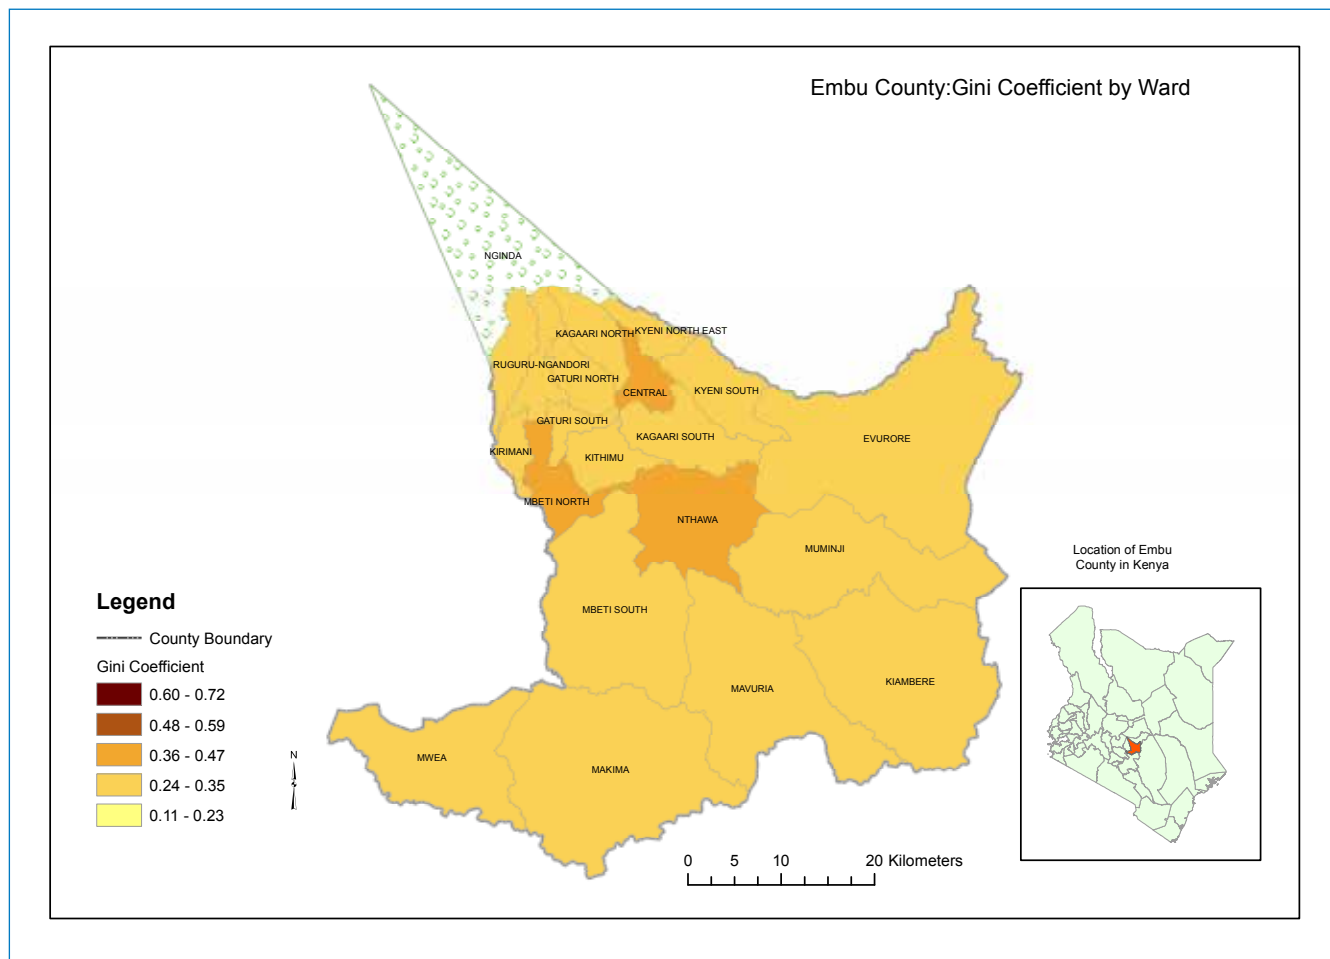 Embu County:Gini Coefficient by Ward
NGINDA
KAGAARI NORTH
KYENI NORTH EAST
RUGURU-NGANDORI
GATURI NORTH
CENTRAL
KYENI SOUTH
GATURI SOUTH
KAGAARI SOUTH
EVURORE
KIRIMANI
KITHIMU
MBETI NORTH
NTHAWA
MUMINJI
MBETI SOUTH
MAVURIA
KIAMBERE
MWEA
MAKIMA
Location of Embu
County in Kenya
Legend
County Boundary
Gini Coefficient
0.60 - 0.72
0.48 - 0.59
0.36 - 0.47
0.24 - 0.35
0.11 - 0.23
N
0 5 10 20 Kilometers